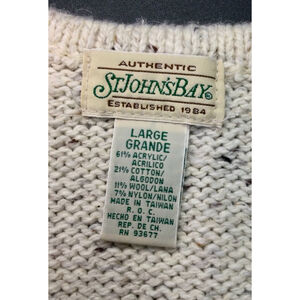 AUTHENTIC
ST JOHN'S BAY®
ESTABLISHED 1984
LARGE
GRANDE
61% ACRYLIC/
ACRILICO
21% COTTON/
ALGODON
11% WOOL/LANA
7% NYLON/NILON
MADE IN TAIWAN
R. O. C.
HECHO EN TAIWAN
REP. DE CH.
RN 93677